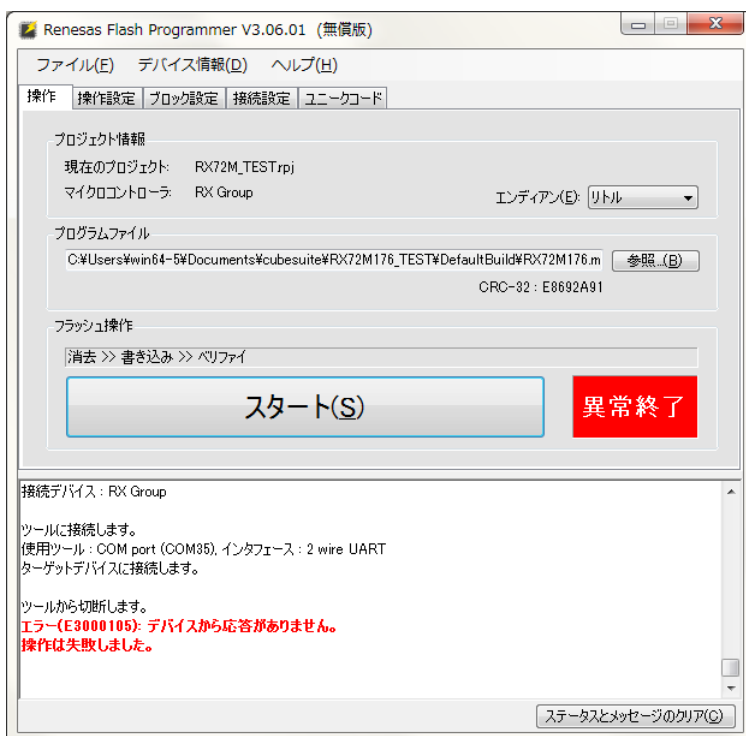 Renesas Flash Programmer V3.06.01 (無償版)
ファイル(F) デバイス情報(D) ヘルプ(H)
操作 操作設定 ブロック設定 接続設定 ユニークコード
プロジェクト情報
現在のプロジェクト: RX72M_TEST.rpj
マイクロコントローラ: RX Group エンディアン(E): リトル
プログラムファイル
C:¥Users¥win64-5¥Documents¥cubesuite¥RX72M176_TEST¥DefaultBuild¥RX72M176.m 参照...(B)
CRC-32 : E8692A91
フラッシュ操作
消去 >> 書き込み >> ベリファイ
スタート(S) 異常終了
接続デバイス : RX Group
ツールに接続します。
使用ツール : COM port (COM35), インタフェース : 2 wire UART
ターゲットデバイスに接続します。
ツールから切断します。
エラー(E3000105): デバイスから応答がありません。
操作は失敗しました。
ステータスとメッセージのクリア(C)